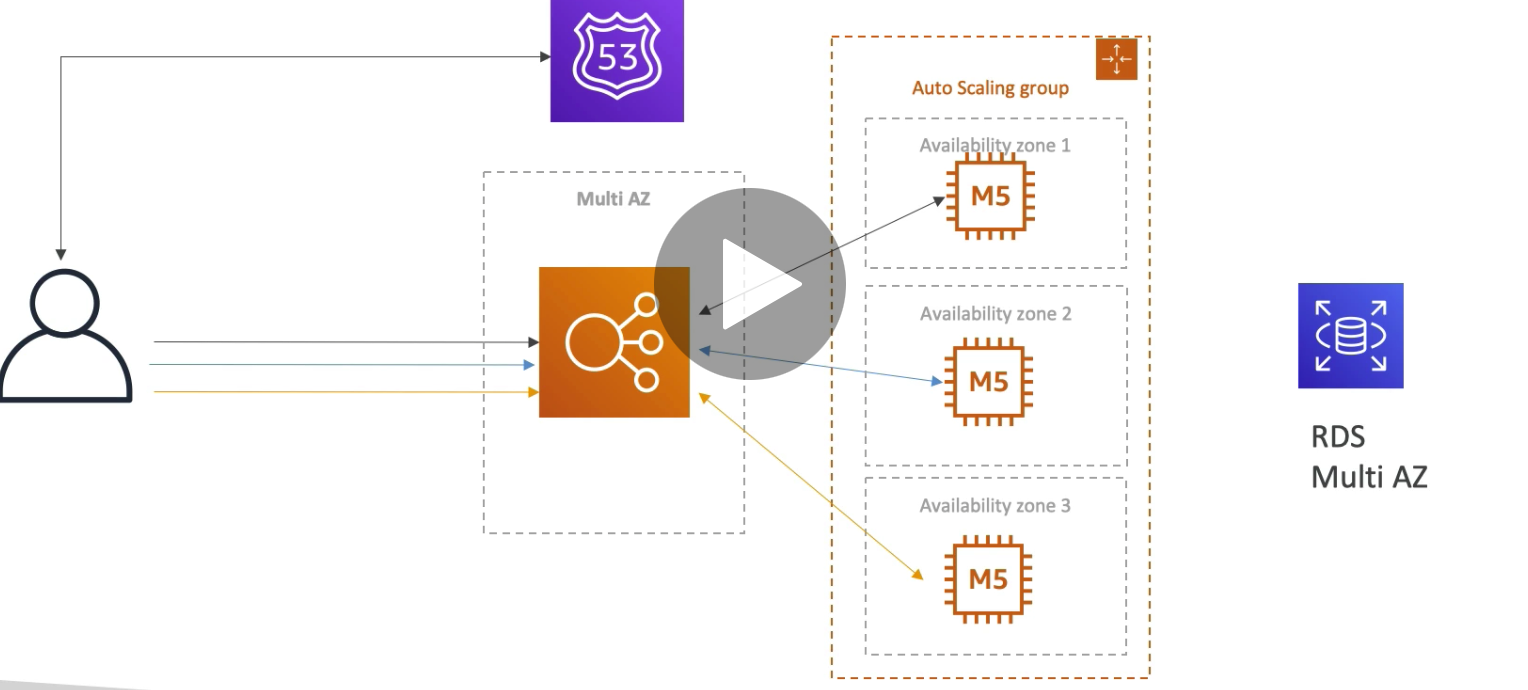 53
Auto Scaling group
Availability zone 1
M5
Multi AZ
Availability zone 2
M5
RDS
Multi AZ
Availability zone 3
M5